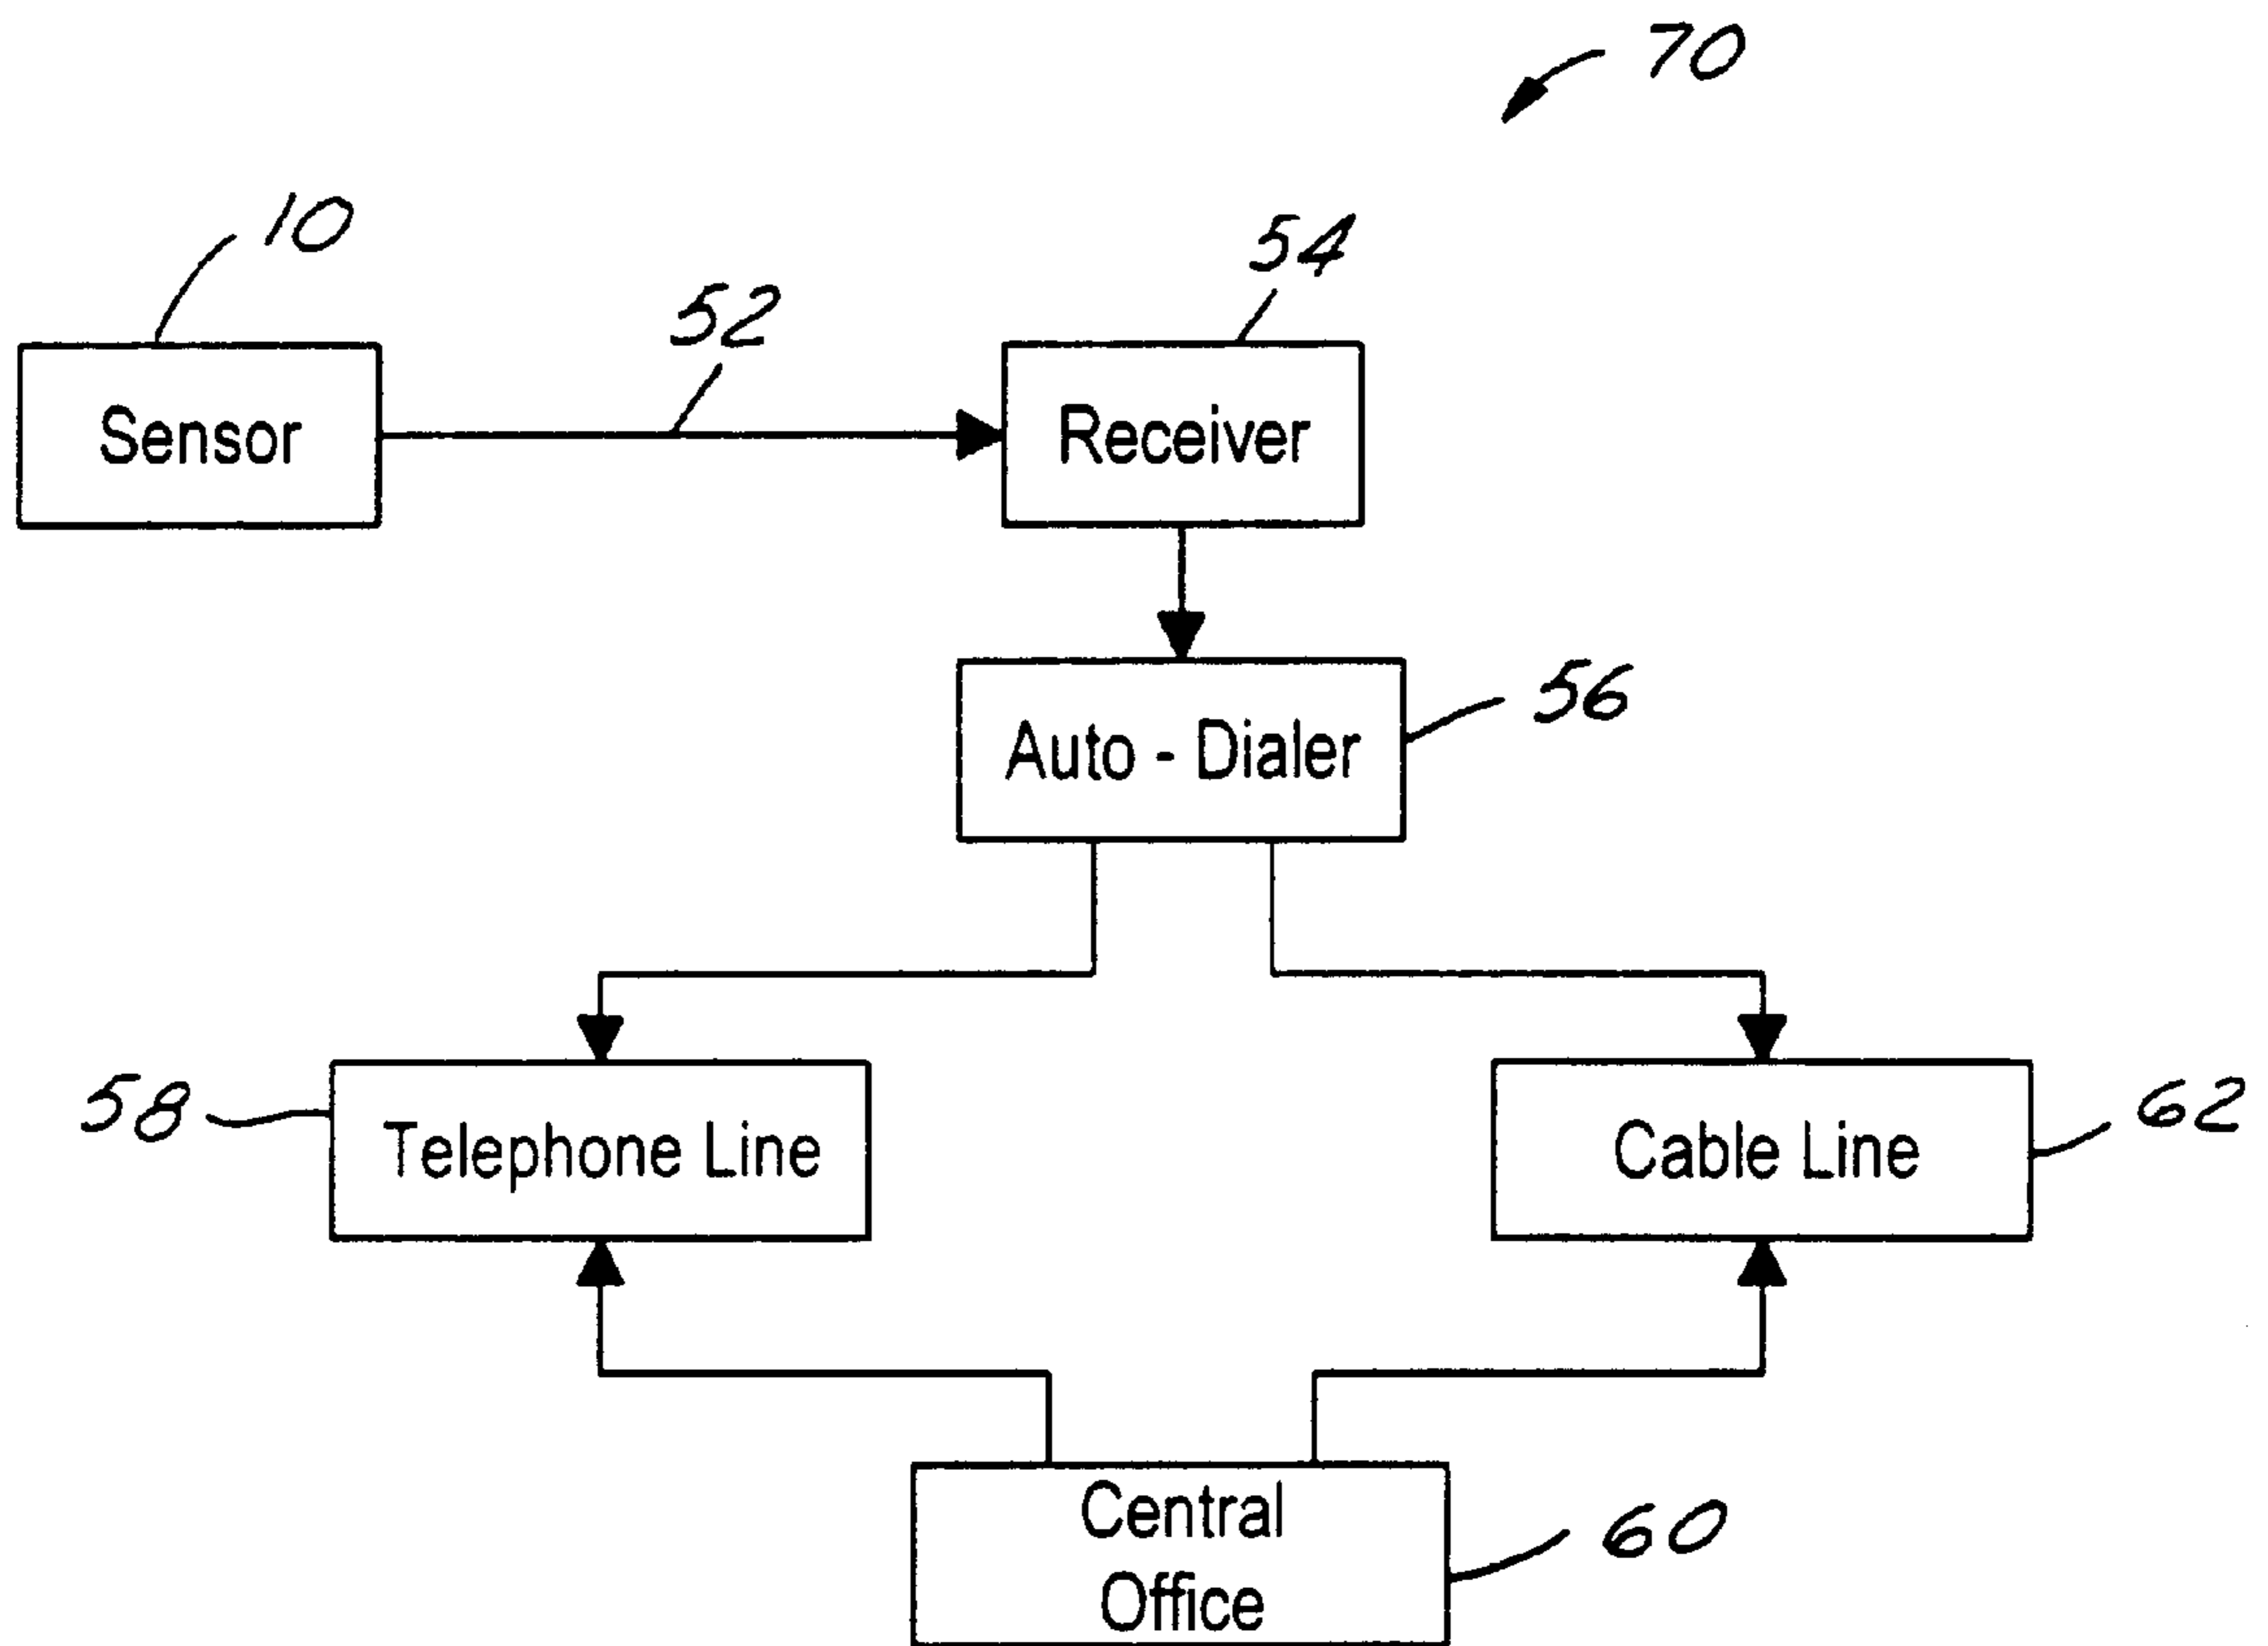 70
10
52
54
Sensor
Receiver
56
Auto - Dialer
58
Telephone Line
62
Cable Line
Central
Office
60